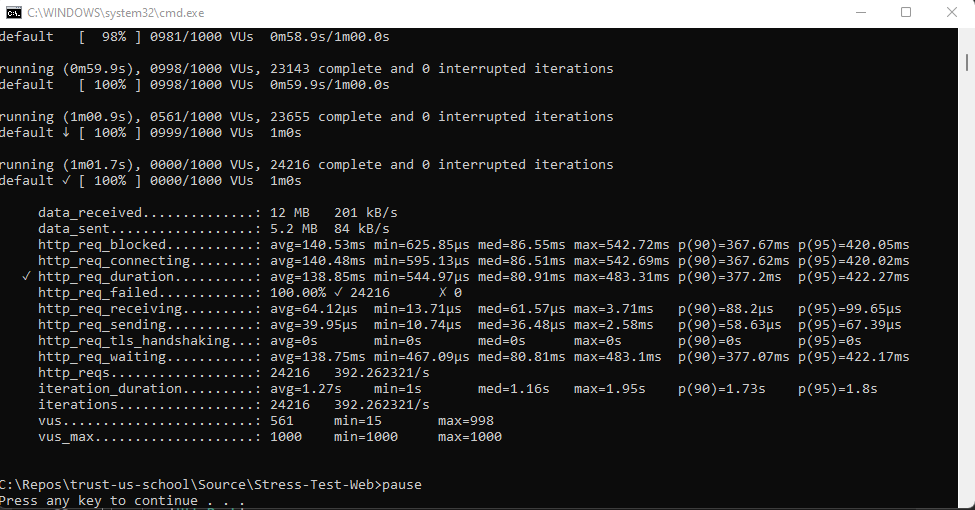 C:\WINDOWS\system32\cmd.exe
default   [  98% ] 0981/1000 VUs  0m58.9s/1m00.0s
running (0m59.9s), 0998/1000 VUs, 23143 complete and 0 interrupted iterations
default   [ 100% ] 0998/1000 VUs  0m59.9s/1m00.0s
running (1m00.9s), 0561/1000 VUs, 23655 complete and 0 interrupted iterations
default ↓ [ 100% ] 0999/1000 VUs  1m0s
running (1m01.7s), 0000/1000 VUs, 24216 complete and 0 interrupted iterations
default ✓ [ 100% ] 0000/1000 VUs  1m0s
data_received..............: 12 MB   201 kB/s
data_sent..................: 5.2 MB  84 kB/s
http_req_blocked...........: avg=140.53ms min=625.85µs med=86.55ms max=542.72ms p(90)=367.67ms p(95)=420.05ms
http_req_connecting........: avg=140.48ms min=595.13µs med=86.51ms max=542.69ms p(90)=367.62ms p(95)=420.02ms
✓ http_req_duration..........: avg=138.85ms min=544.97µs med=80.91ms max=483.31ms p(90)=377.2ms  p(95)=422.27ms
http_req_failed............: 100.00% ✓ 24216      ✗ 0
http_req_receiving.........: avg=64.12µs  min=13.71µs  med=61.57µs max=3.71ms   p(90)=88.2µs   p(95)=99.65µs
http_req_sending...........: avg=39.95µs  min=10.74µs  med=36.48µs max=2.58ms   p(90)=58.63µs  p(95)=67.39µs
http_req_tls_handshaking...: avg=0s       min=0s       med=0s      max=0s       p(90)=0s       p(95)=0s
http_req_waiting...........: avg=138.75ms min=467.09µs med=80.81ms max=483.1ms  p(90)=377.07ms p(95)=422.17ms
http_reqs..................: 24216   392.262321/s
iteration_duration.........: avg=1.27s    min=1s       med=1.16s   max=1.95s    p(90)=1.73s    p(95)=1.8s
iterations.................: 24216   392.262321/s
vus........................: 561     min=15       max=998
vus_max....................: 1000    min=1000     max=1000
C:\Repos\trust-us-school\Source\Stress-Test-Web>pause
Press any key to continue . . .